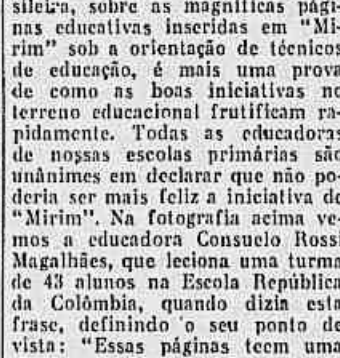 sileira, sobre as magníficas pági-
nas educativas inseridas em "Mi-
rim" sob a orientação de técnicos
de educação, é mais uma prova
de como as boas iniciativas no
terreno educacional frutificam ra-
pidamente. Todas as educadoras
de nossas escolas primárias são
unânimes em declarar que não po-
deria ser mais feliz a iniciativa de
"Mirim". Na fotografia acima ve-
mos a educadora Consuelo Rossi
Magalhães, que leciona uma turma
de 43 alunos na Escola República
da Colômbia, quando dizia esta
frase, definindo o seu ponto de
vista: "Essas páginas teem uma